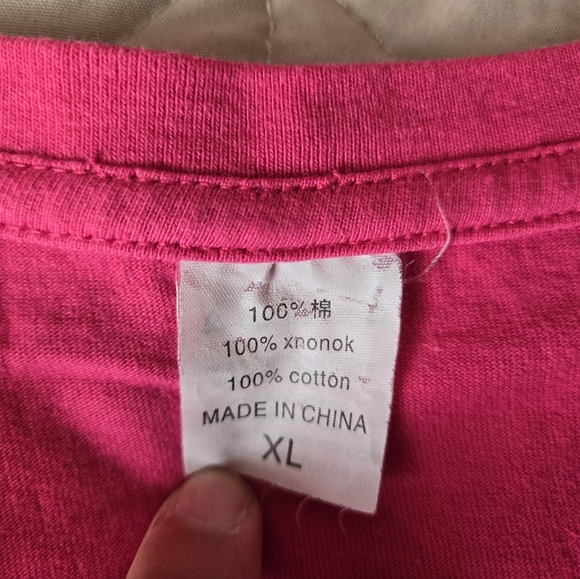 100%棉
100% xnonok
100% cotton
MADE IN CHINA
XL